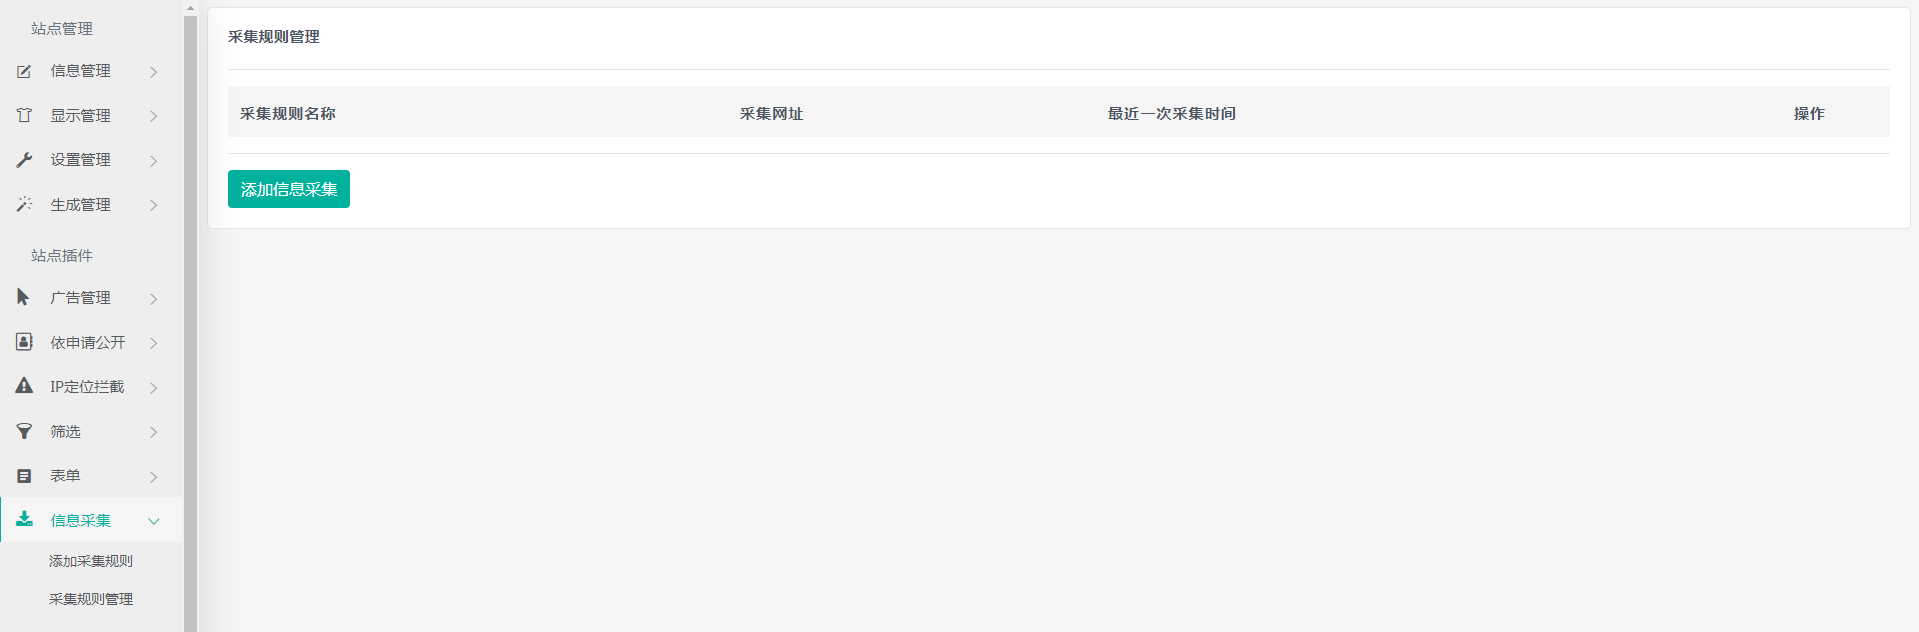 站点管理
信息管理
显示管理
设置管理
生成管理
站点插件
广告管理
依申请公开
IP定位拦截
筛选
表单
信息采集
添加采集规则
采集规则管理
采集规则管理
采集规则名称 采集网址 最近一次采集时间 操作
添加信息采集